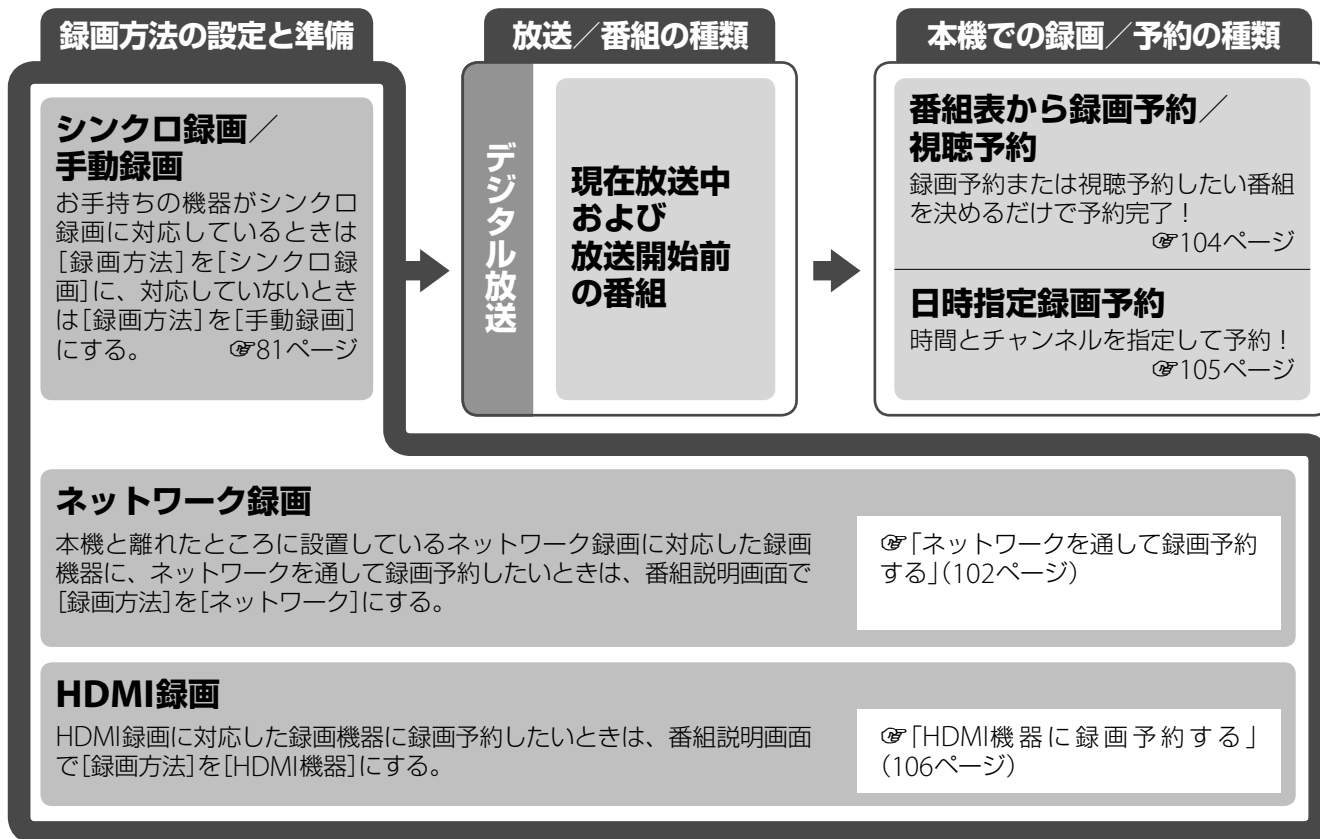 録画方法の設定と準備
シンクロ録画／
手動録画
お手持ちの機器がシンクロ
録画に対応しているときは
［録画方法］を［シンクロ録
画］に、対応していないとき
は［録画方法］を［手動録画］
にする。 ☞81ページ
放送／番組の種類
デジタル放送
現在放送中
および
放送開始前
の番組
本機での録画／予約の種類
番組表から録画予約／
視聴予約
録画予約または視聴予約したい番組
を決めるだけで予約完了！
☞104ページ
日時指定録画予約
時間とチャンネルを指定して予約！
☞105ページ
ネットワーク録画
本機と離れたところに設置しているネットワーク録画に対応した録画
機器に、ネットワークを通して録画予約したいときは、番組説明画面で
［録画方法］を［ネットワーク］にする。
☞「ネットワークを通して録画予約
する」（102ページ）
HDMI録画
HDMI録画に対応した録画機器に録画予約したいときは、番組説明画面
で［録画方法］を［HDMI機器］にする。
☞「HDMI機器に録画予約する」
（106ページ）